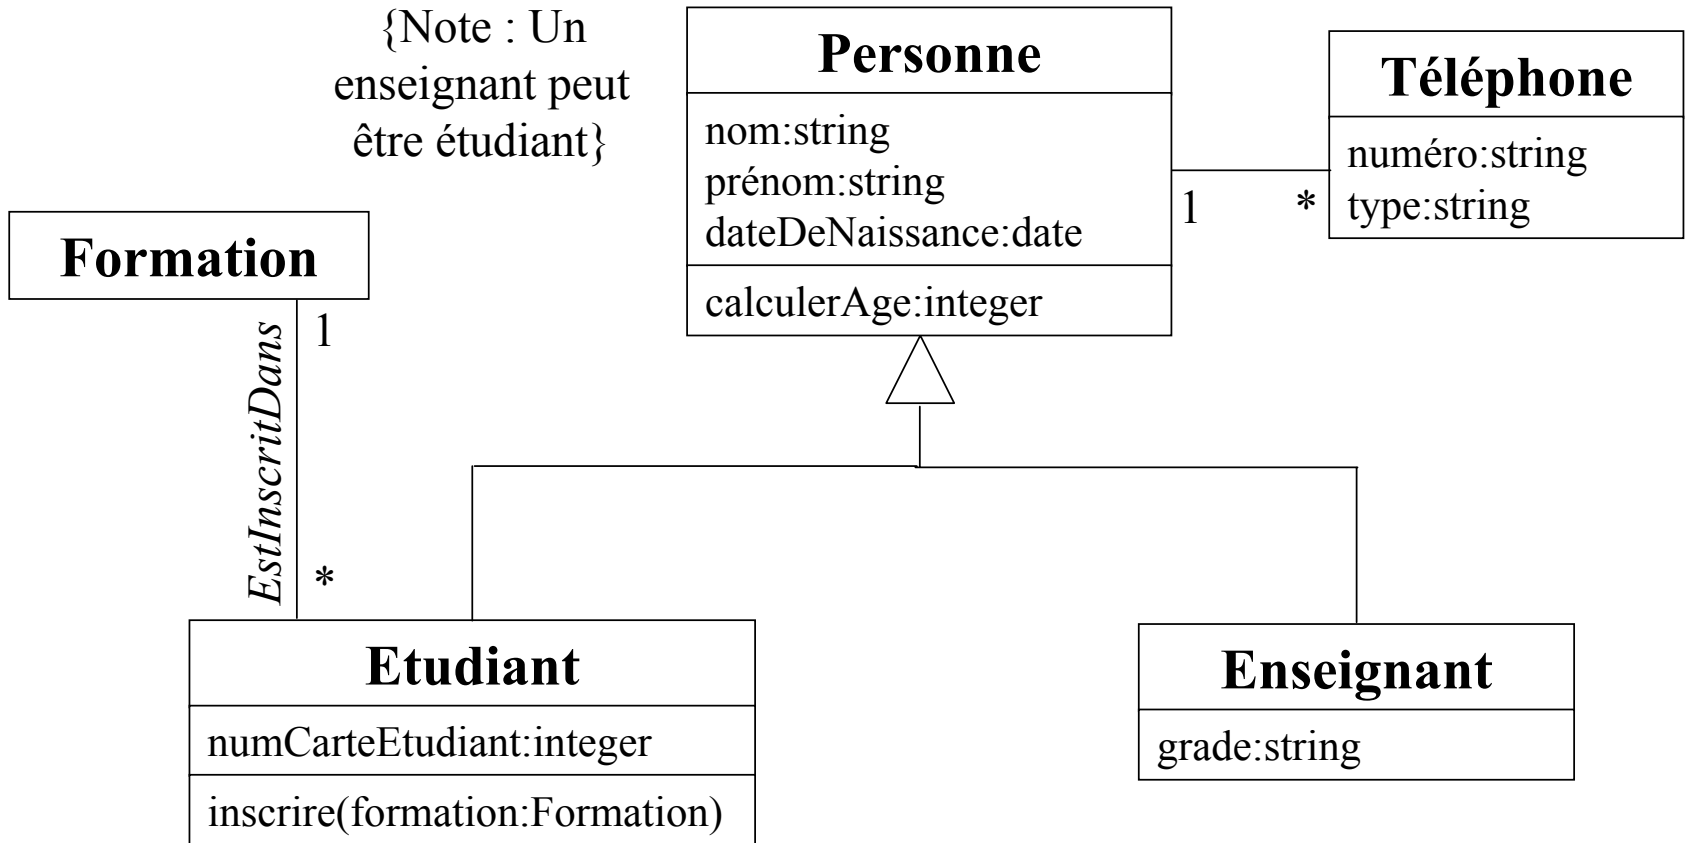 {Note : Un
enseignant peut
être étudiant}
Personne
nom:string
prénom:string
dateDeNaissance:date
calculerAge:integer
1
*
Téléphone
numéro:string
type:string
Formation
1
EstInscritDans
*
Etudiant
numCarteEtudiant:integer
inscrire(formation:Formation)
Enseignant
grade:string